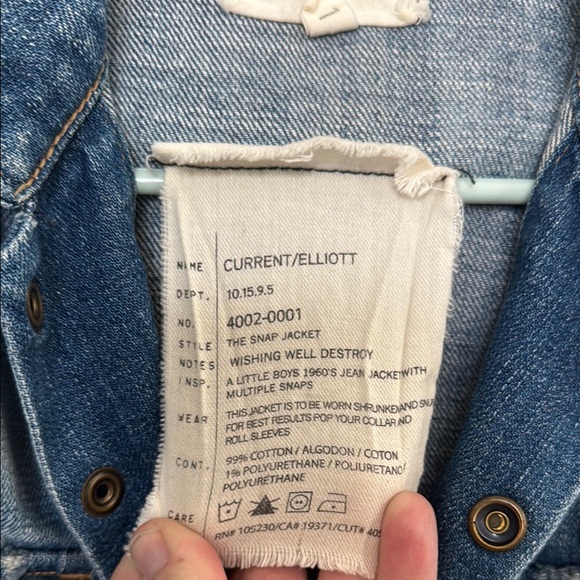 1
NAME CURRENT/ELLIOTT
DEPT. 10.15.9.5
NO. 4002-0001
STYLE THE SNAP JACKET
NOTES WISHING WELL DESTROY
INSP. A LITTLE BOYS 1960'S JEAN JACKET WITH
MULTIPLE SNAPS
WEAR THIS JACKET IS TO BE WORN SHRUNKEN AND
FOR BEST RESULTS POP YOUR COLLAR AND
ROLL SLEEVES
CONT. 99% COTTON / ALGODON / COTON
1% POLYURETHANE / POLIURETANO /
POLYURETHANE
CARE
RN# 105230/CA# 19371/CUT#